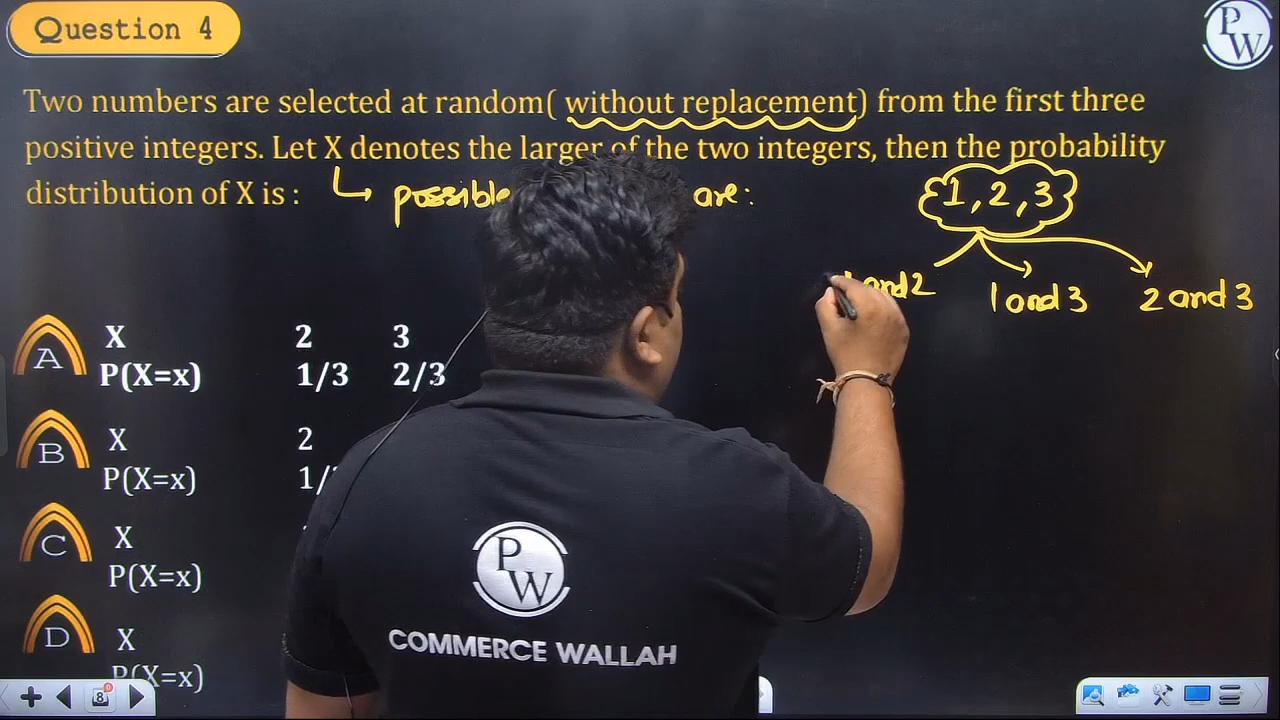 Question 4
P
W
Two numbers are selected at random( without replacement) from the first three
positive integers. Let X denotes the larger of the two integers, then the probability
distribution of X is :
possible are:
1, 2, 3
1 and 2
1 and 3
2 and 3
A
X 2 3
P(X=x) 1/3 2/3
B
X 2
P(X=x)
C
X
P(X=x)
D
X
P(X=x)
P
W
COMMERCE WALLAH
8